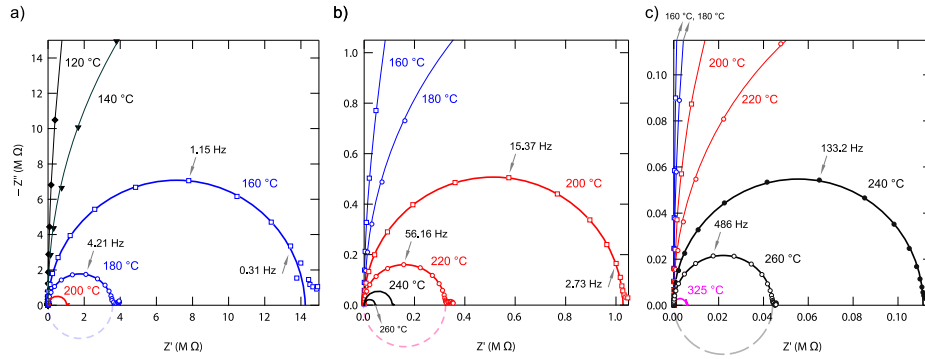 a)
15
14
12
10
8
6
4
2
0
0
2
4
6
8
10
12
14
− Z'' (M Ω)
Z' (M Ω)
120 °C
140 °C
1.15 Hz
160 °C
4.21 Hz
0.31 Hz
180 °C
200 °C
b)
1.0
0.8
0.6
0.4
0.2
0.0
0.0
0.2
0.4
0.6
0.8
1.0
Z' (M Ω)
160 °C
180 °C
15.37 Hz
200 °C
56.16 Hz
220 °C
240 °C
2.73 Hz
260 °C
c)
160 °C, 180 °C
0.10
0.08
0.06
0.04
0.02
0.00
0.00
0.02
0.04
0.06
0.08
0.10
Z' (M Ω)
200 °C
220 °C
133.2 Hz
240 °C
486 Hz
260 °C
325 °C